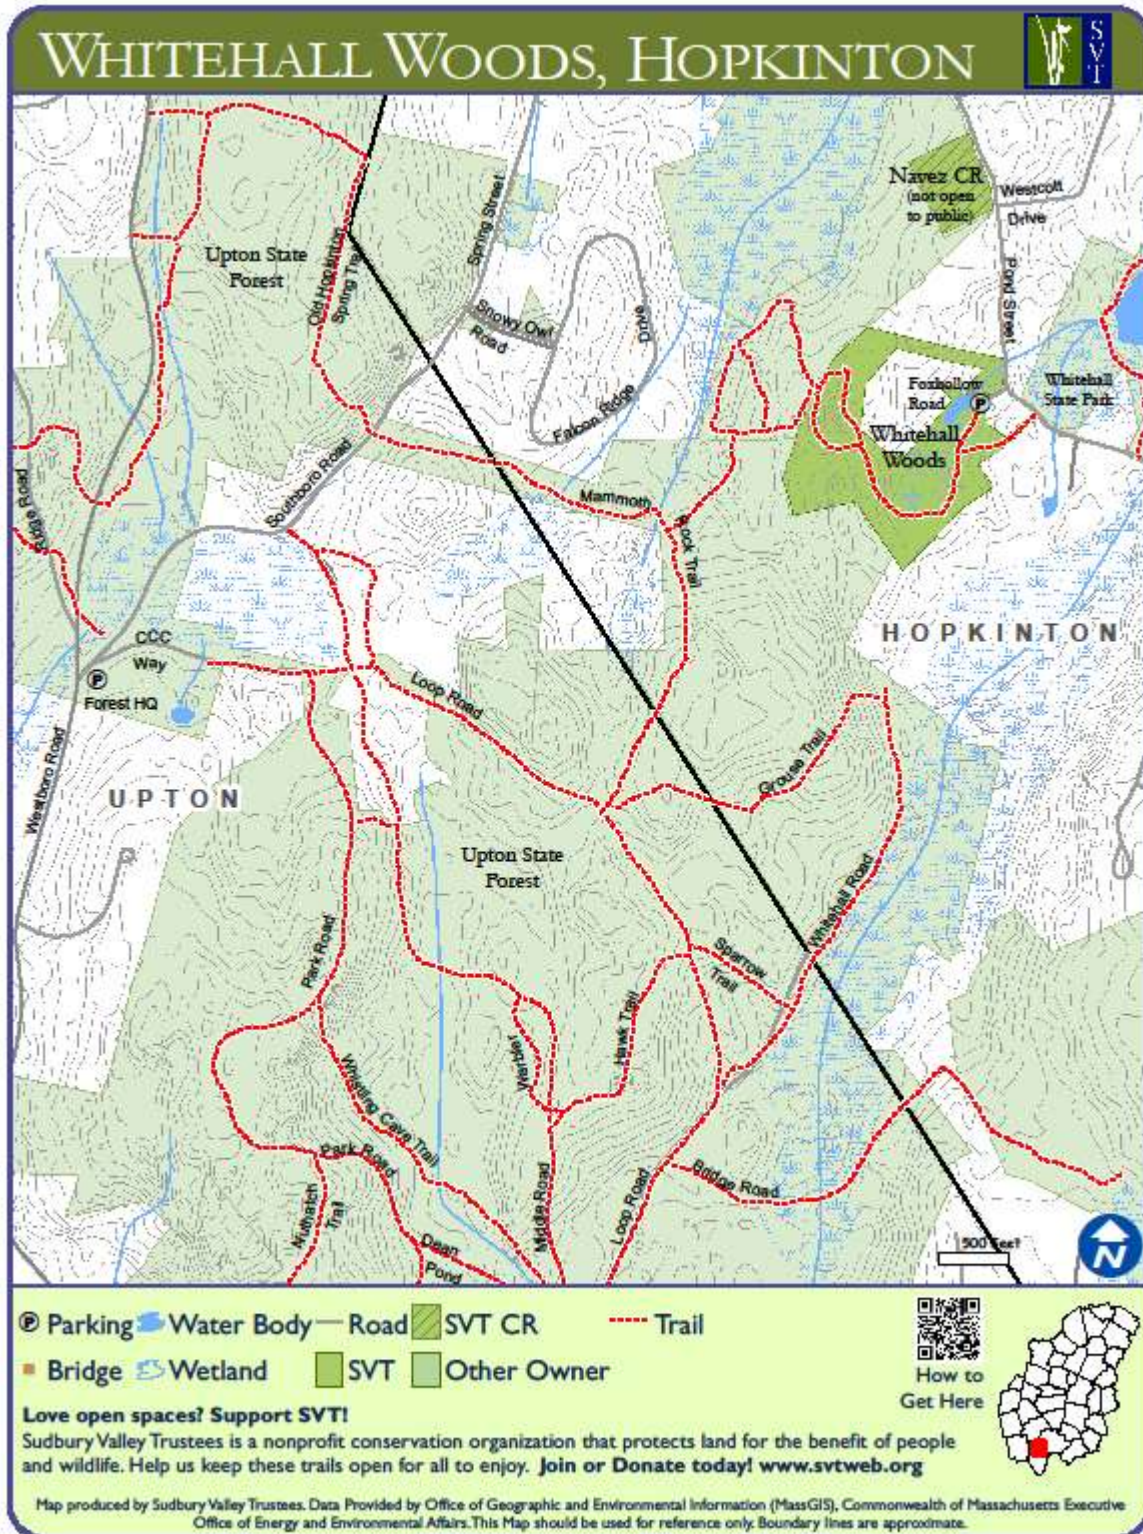 WHITEHALL WOODS, HOPKINTON
SVT
Navez CR
(not open
to public)
Westcott
Drive
Spring Street
Upton State
Forest
Old Hopkinton
Spring Trail
Pond Street
Snowy Owl
Road
Drive
Falcon Ridge
Foxhollow
Road
P
Whitehall
State Park
Whitehall
Woods
Ridge Road
Southboro Road
Mammoth
Rock Trail
HOPKINTON
CCC
Way
P
Forest HQ
Loop Road
Westboro Road
UPTON
Grouse Trail
Upton State
Forest
Whitehall Road
Park Road
Sparrow
Trail
Hawk Trail
Warbler
Whistling Cave Trail
Park Road
Nuthatch
Trail
Middle Road
Loop Road
Bridge Road
Dean
Pond
500 Feet
N
P Parking Water Body Road SVT CR Trail
Bridge Wetland SVT Other Owner
How to
Get Here
Love open spaces? Support SVT!
Sudbury Valley Trustees is a nonprofit conservation organization that protects land for the benefit of people
and wildlife. Help us keep these trails open for all to enjoy. Join or Donate today! www.svtweb.org
Map produced by Sudbury Valley Trustees. Data Provided by Office of Geographic and Environmental Information (MassGIS), Commonwealth of Massachusetts Executive
Office of Energy and Environmental Affairs. This Map should be used for reference only. Boundary lines are approximate.